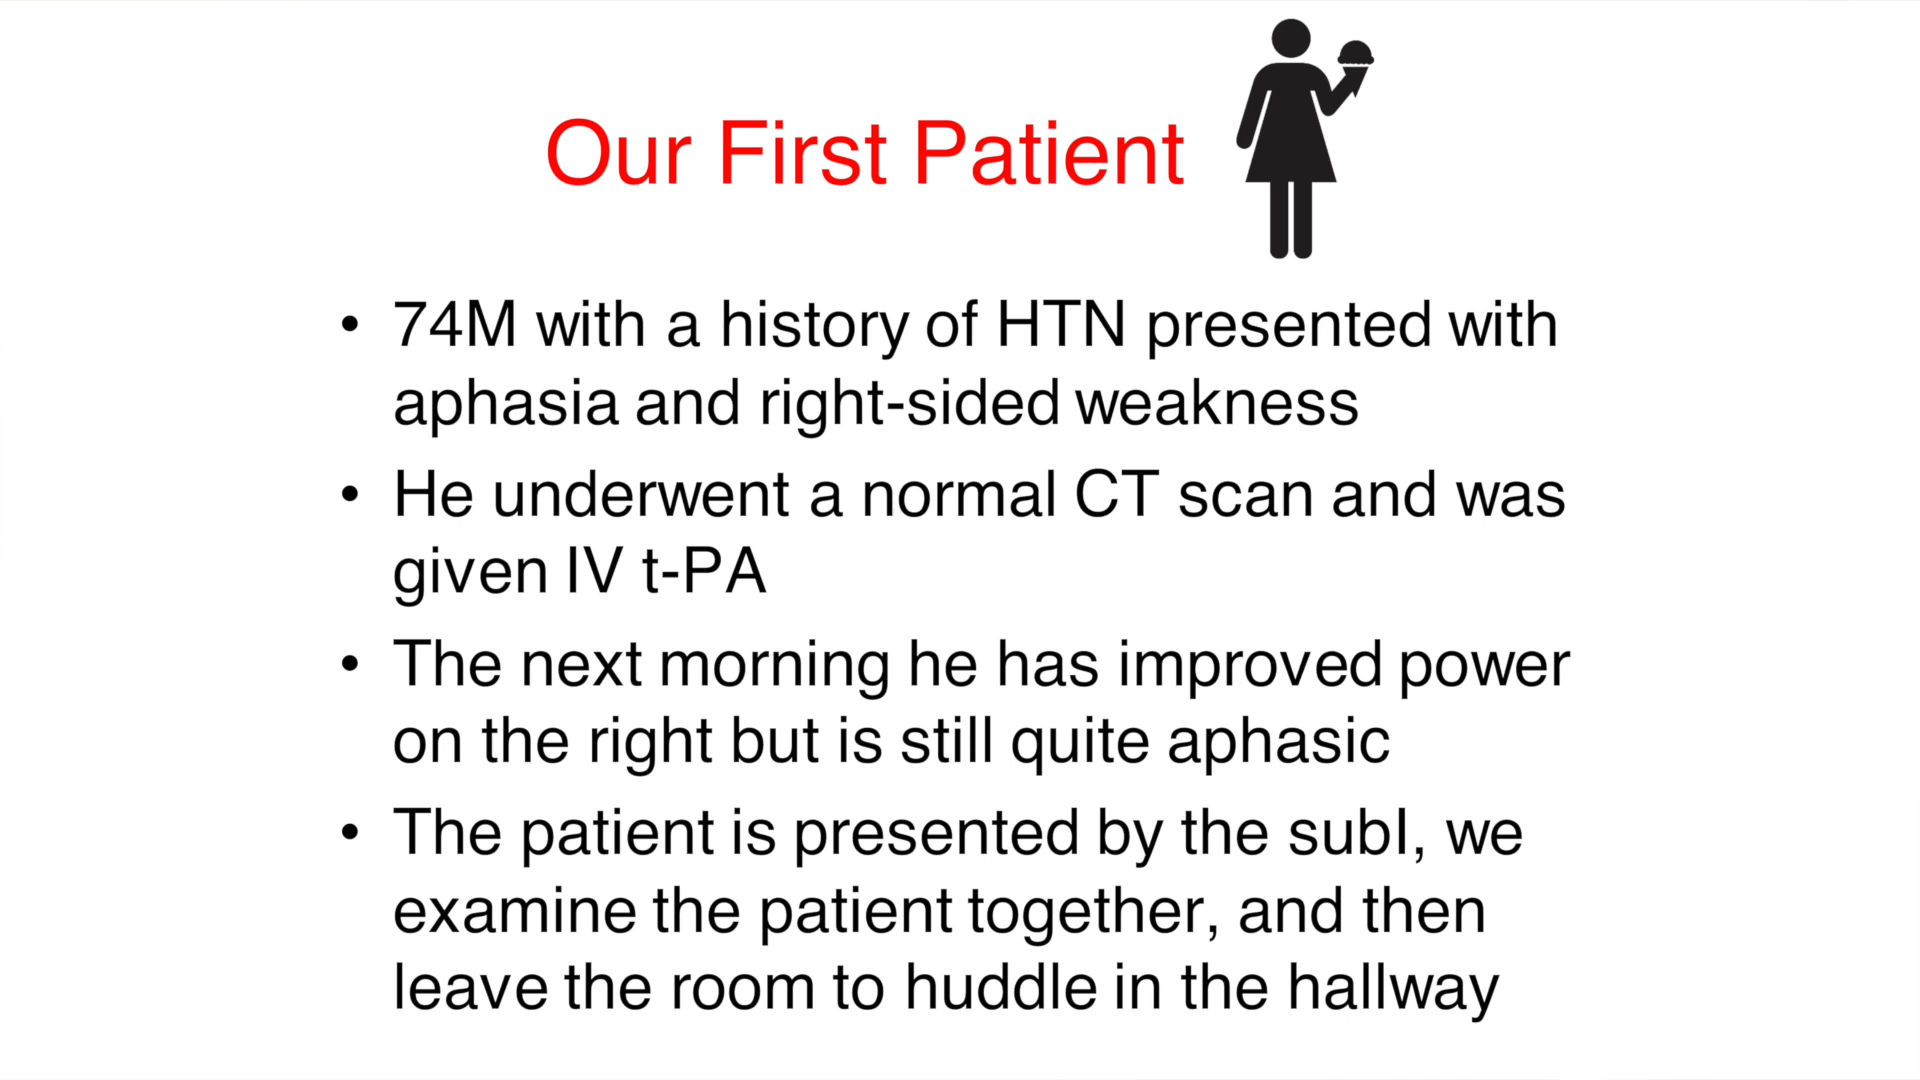 Our First Patient
• 74M with a history of HTN presented with
aphasia and right-sided weakness
• He underwent a normal CT scan and was
given IV t-PA
• The next morning he has improved power
on the right but is still quite aphasic
• The patient is presented by the subI, we
examine the patient together, and then
leave the room to huddle in the hallway